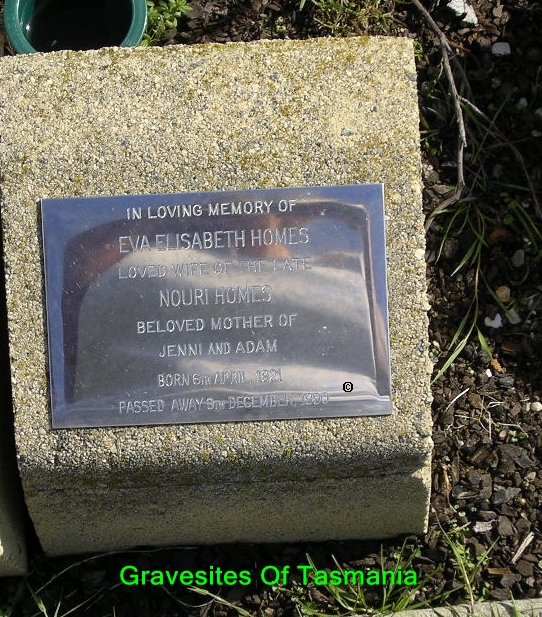 IN LOVING MEMORY OF
EVA ELISABETH HOMES
LOVED WIFE OF THE LATE
NOURI HOMES
BELOVED MOTHER OF
JENNI AND ADAM
BORN 6TH APRIL, 1921
©
PASSED AWAY DECEMBER,
Gravesites Of Tasmania